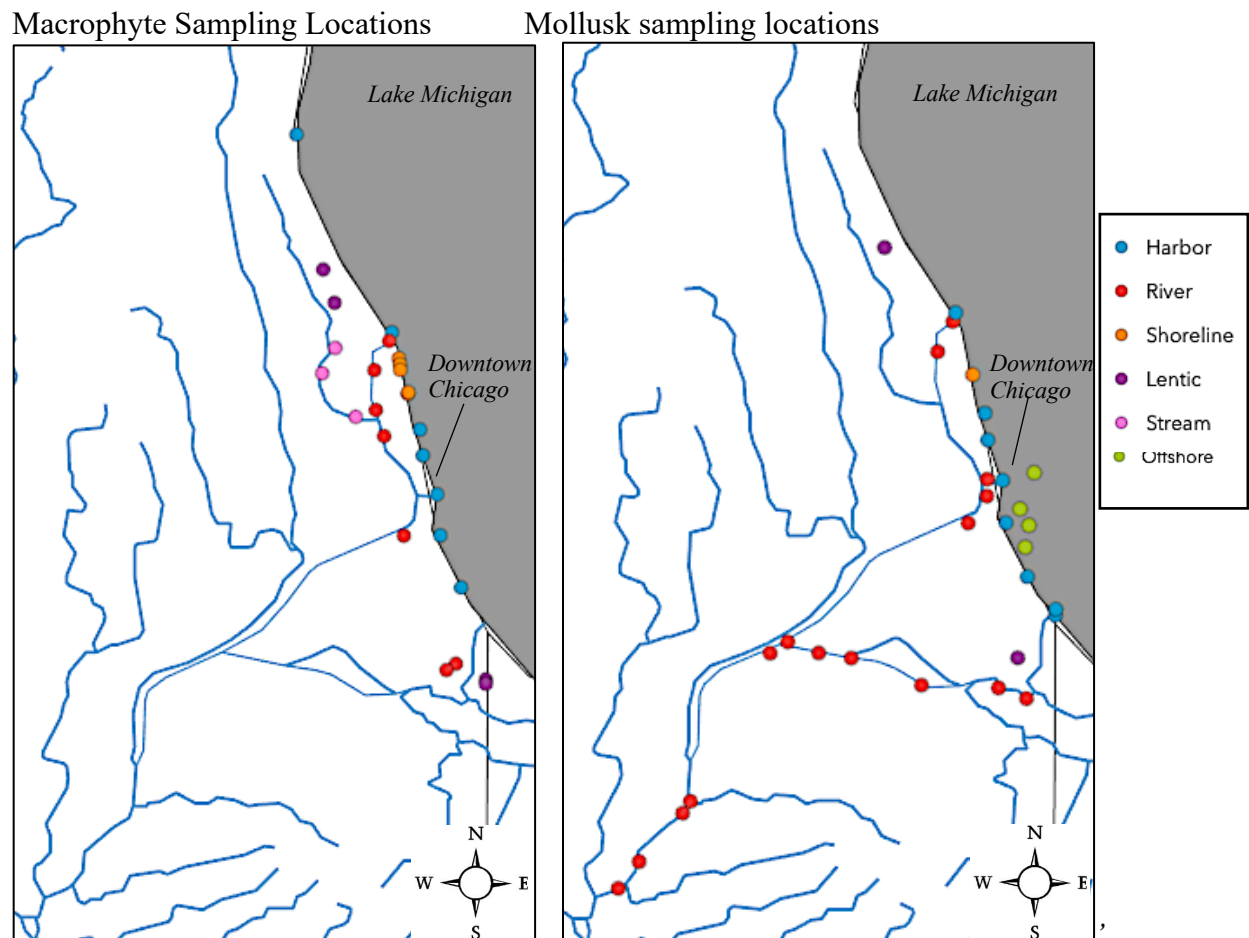 Macrophyte Sampling Locations
Mollusk sampling locations
Lake Michigan
Downtown
Chicago
N
W
E
S
Lake Michigan
Downtown
Chicago
N
W
E
S
,
Harbor
River
Shoreline
Lentic
Stream
Offshore